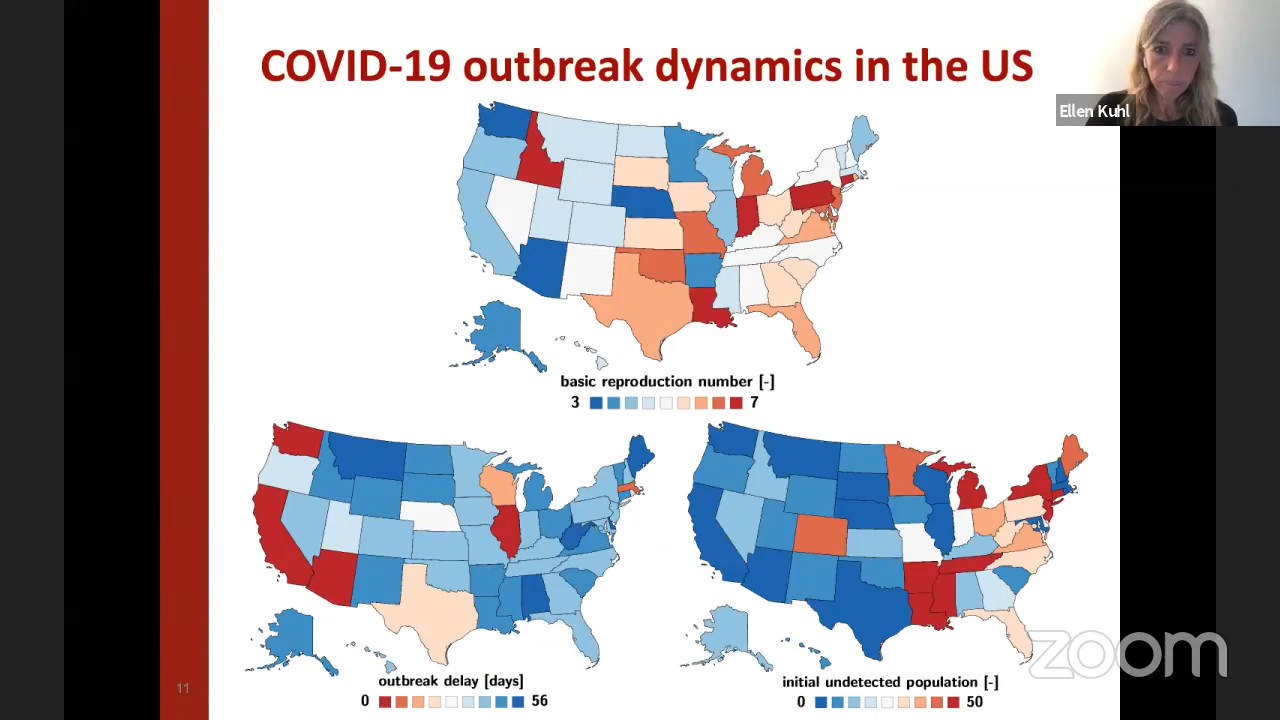 COVID-19 outbreak dynamics in the US
Ellen Kuhl
basic reproduction number [-]
3 7
outbreak delay [days]
0 56
initial undetected population [-]
0 50
11
zoom